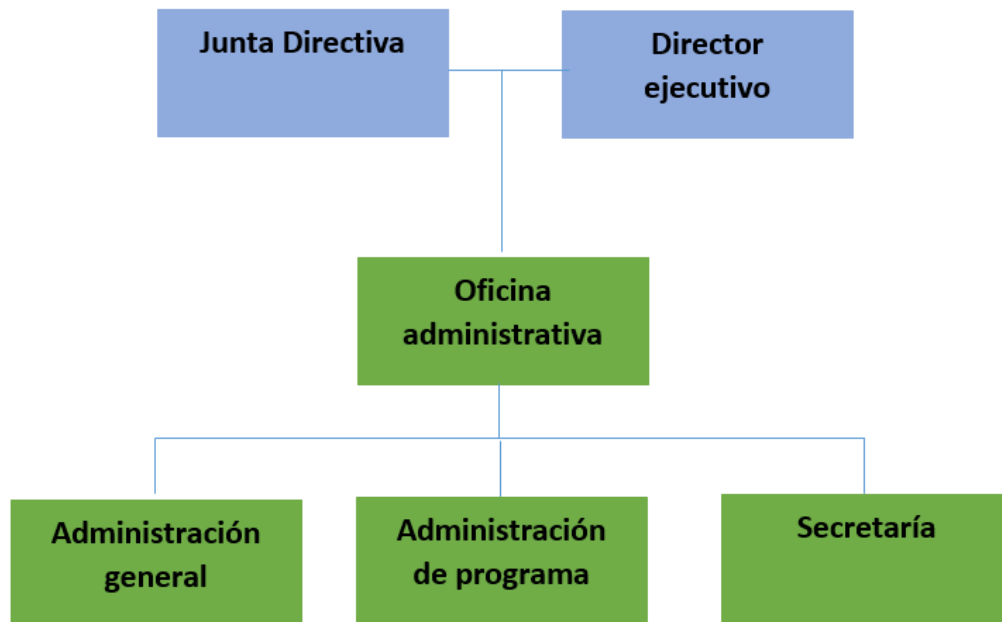 Junta Directiva
Director
ejecutivo
Oficina
administrativa
Administración
general
Administración
de programa
Secretaría